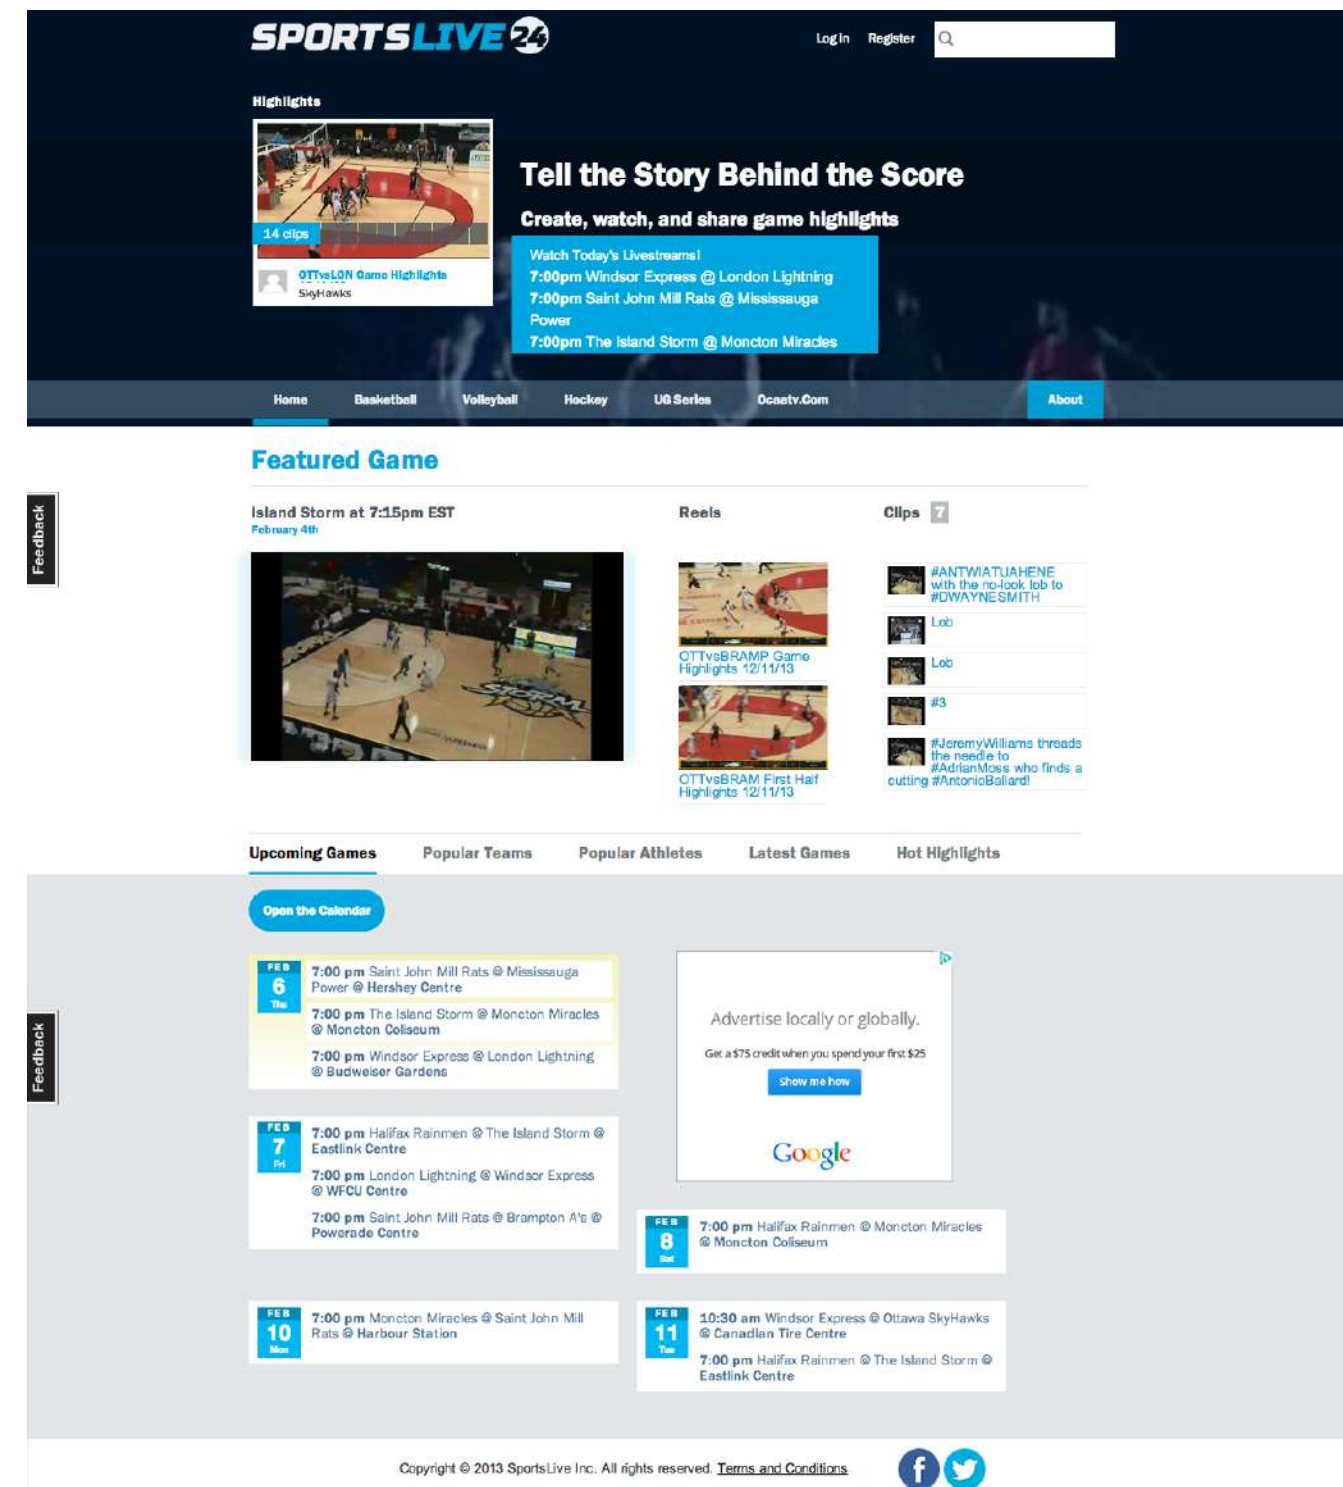 SPORTSLIVE24
Log In Register
Highlights
14 clips
OTTvsLON Game Highlights
SkyHawks
Tell the Story Behind the Score
Create, watch, and share game highlights
Watch Today's Livestreams!
7:00pm Windsor Express @ London Lightning
7:00pm Saint John Mill Rats @ Mississauga
Power
7:00pm The Island Storm @ Moncton Miracles
Home Basketball Volleyball Hockey UG Series Ocaatv.Com About
Featured Game
Feedback
Island Storm at 7:15pm EST
February 4th
STORM
Reels
OTTvsBRAMP Game
Highlights 12/11/13
OTTvsBRAM First Half
Highlights 12/11/13
Clips 7
#ANTWIATUAHENE
with the no-look lob to
#DWAYNESMITH
Lob
Lob
#3
#JeremyWilliams threads
the needle to
#AdrianMoss who finds a
cutting #AntonioBallard!
Upcoming Games Popular Teams Popular Athletes Latest Games Hot Highlights
Open the Calendar
FEB
6
Thu
7:00 pm Saint John Mill Rats @ Mississauga
Power @ Hershey Centre
7:00 pm The Island Storm @ Moncton Miracles
@ Moncton Coliseum
7:00 pm Windsor Express @ London Lightning
@ Budweiser Gardens
Feedback
Advertise locally or globally.
Get a $75 credit when you spend your first $25
Show me how
Google
FEB
7
Fri
7:00 pm Halifax Rainmen @ The Island Storm @
Eastlink Centre
7:00 pm London Lightning @ Windsor Express
@ WFCU Centre
7:00 pm Saint John Mill Rats @ Brampton A's @
Powerade Centre
FEB
8
Sat
7:00 pm Halifax Rainmen @ Moncton Miracles
@ Moncton Coliseum
FEB
10
Mon
7:00 pm Moncton Miracles @ Saint John Mill
Rats @ Harbour Station
FEB
11
Tue
10:30 am Windsor Express @ Ottawa SkyHawks
@ Canadian Tire Centre
7:00 pm Halifax Rainmen @ The Island Storm @
Eastlink Centre
Copyright © 2013 SportsLive Inc. All rights reserved. Terms and Conditions